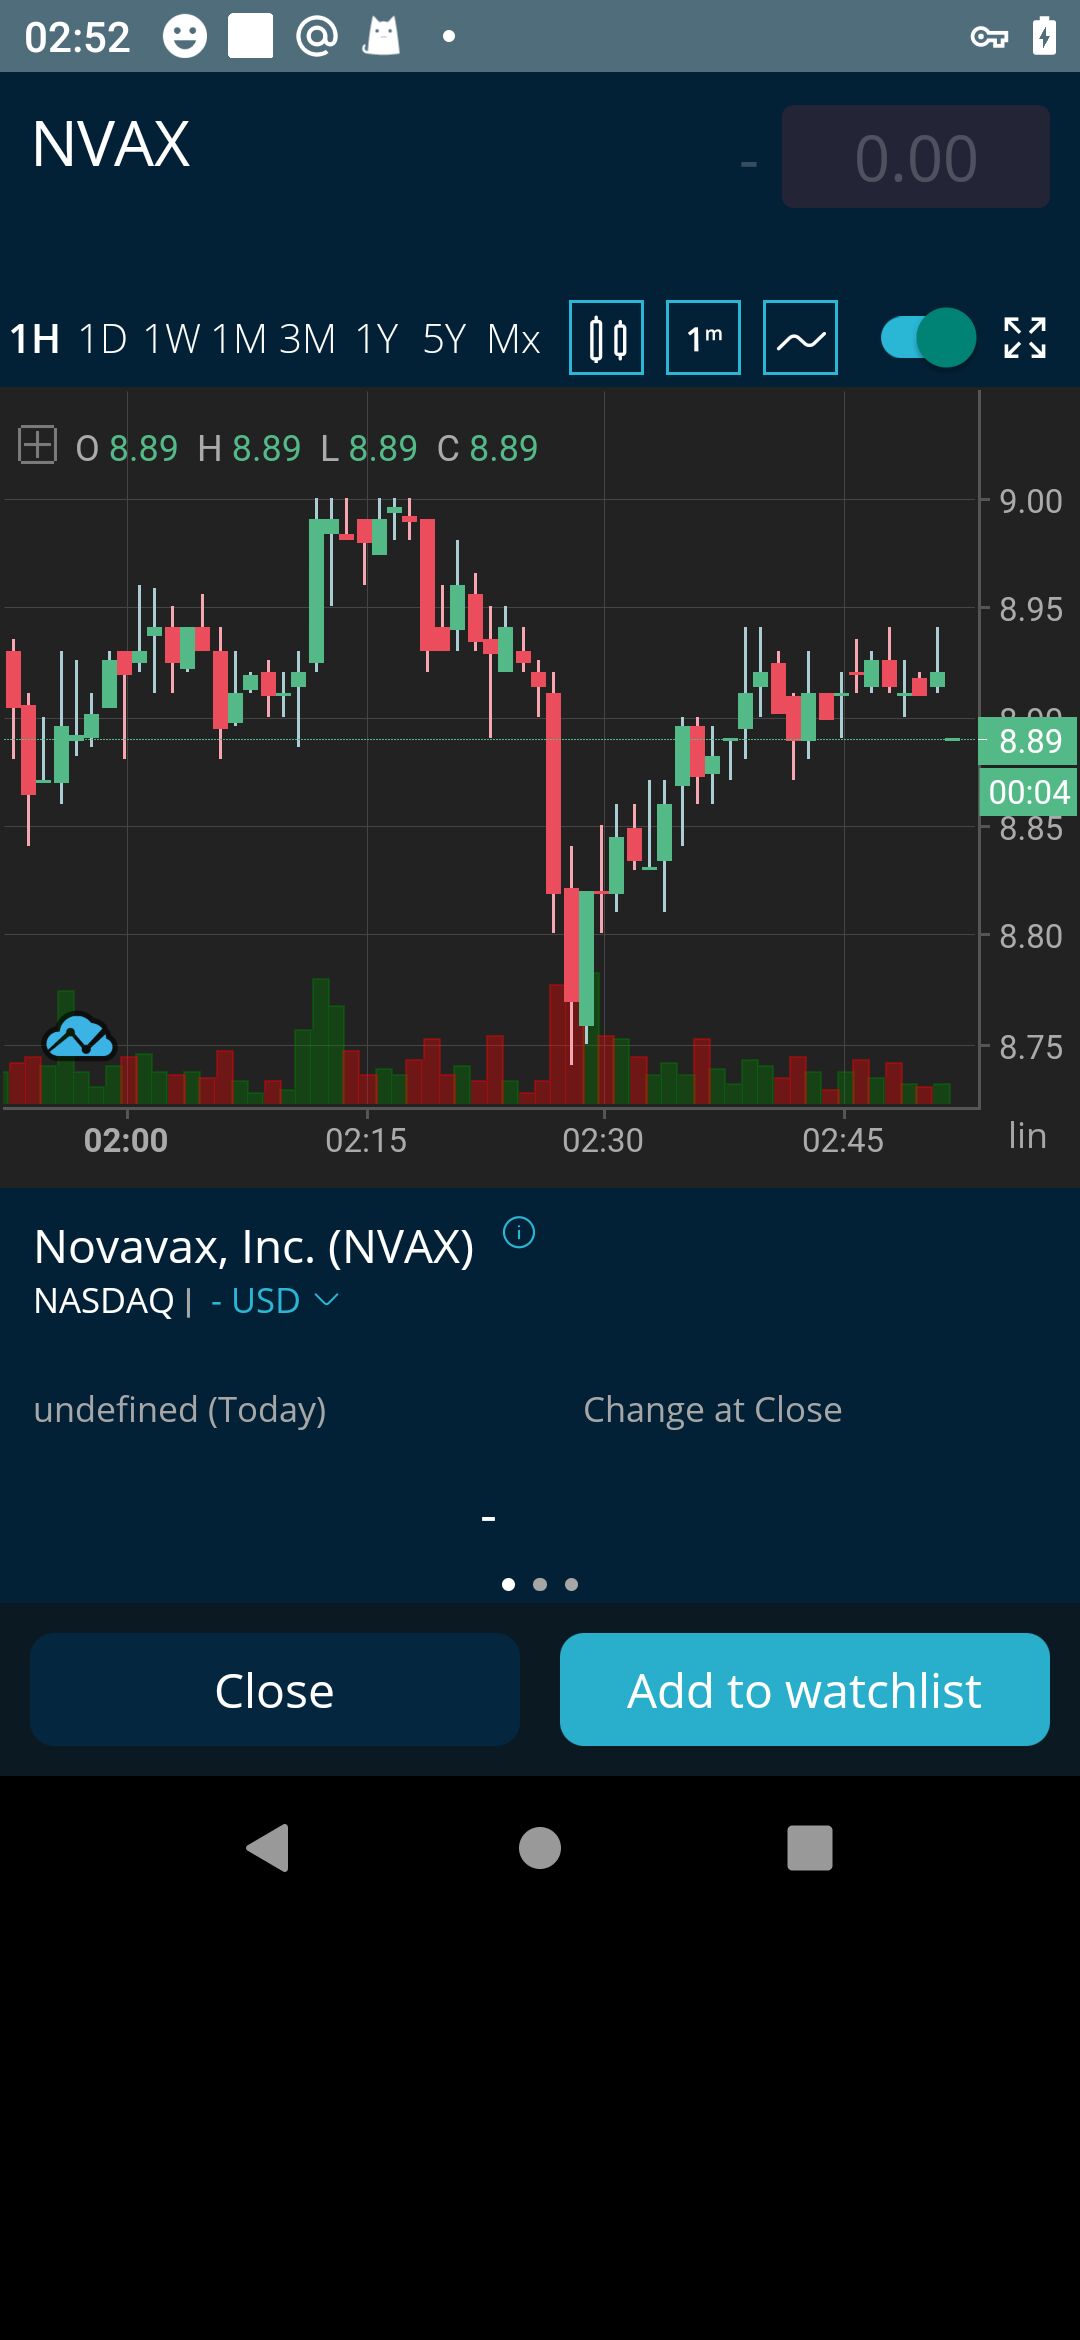 02:52
NVAX
- 0.00
1H 1D 1W 1M 3M 1Y 5Y Mx 1m
O 8.89 H 8.89 L 8.89 C 8.89
9.00
8.95
8.90
8.89
00:04
8.85
8.80
8.75
02:00 02:15 02:30 02:45 lin
Novavax, Inc. (NVAX) i
NASDAQ | - USD
undefined (Today) Change at Close
-
Close Add to watchlist